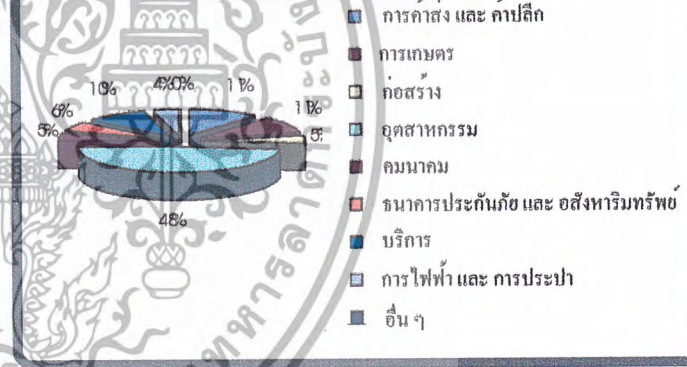 การค้าส่ง และ ค้าปลีก
การเกษตร
ก่อสร้าง
อุตสาหกรรม
คมนาคม
ธนาคารประกันภัย และ อสังหาริมทรัพย์
บริการ
การไฟฟ้า และ การประปา
อื่น ๆ
10% 4% 0% 11%
11%
6%
5%
48%